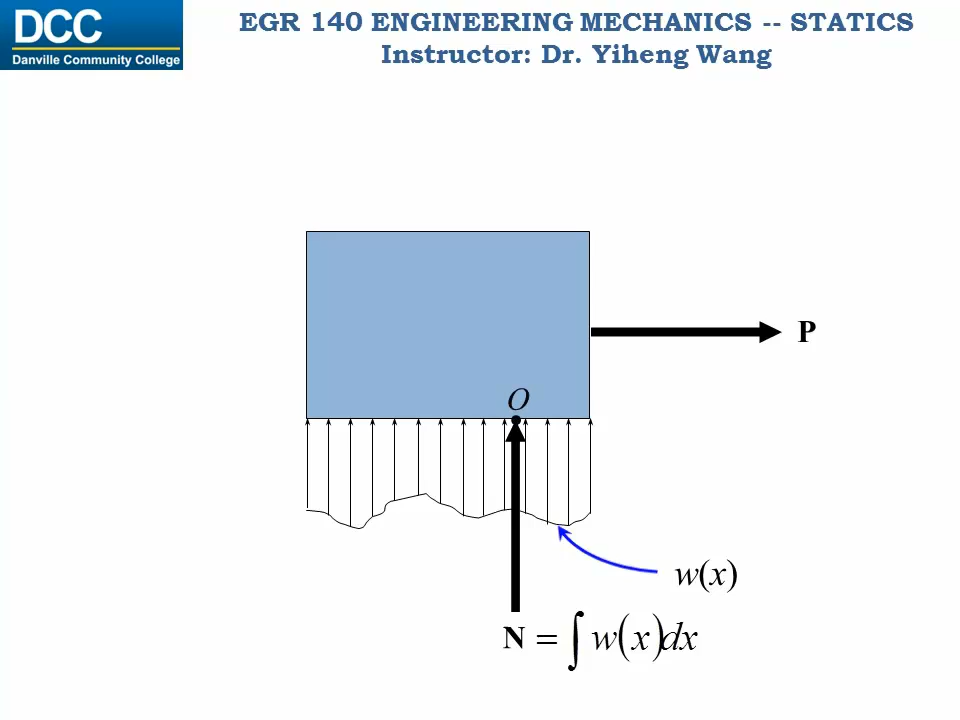 DCC
Danville Community College
EGR 140 ENGINEERING MECHANICS -- STATICS
Instructor: Dr. Yiheng Wang
P
O
w(x)
N = ∫ w(x)dx